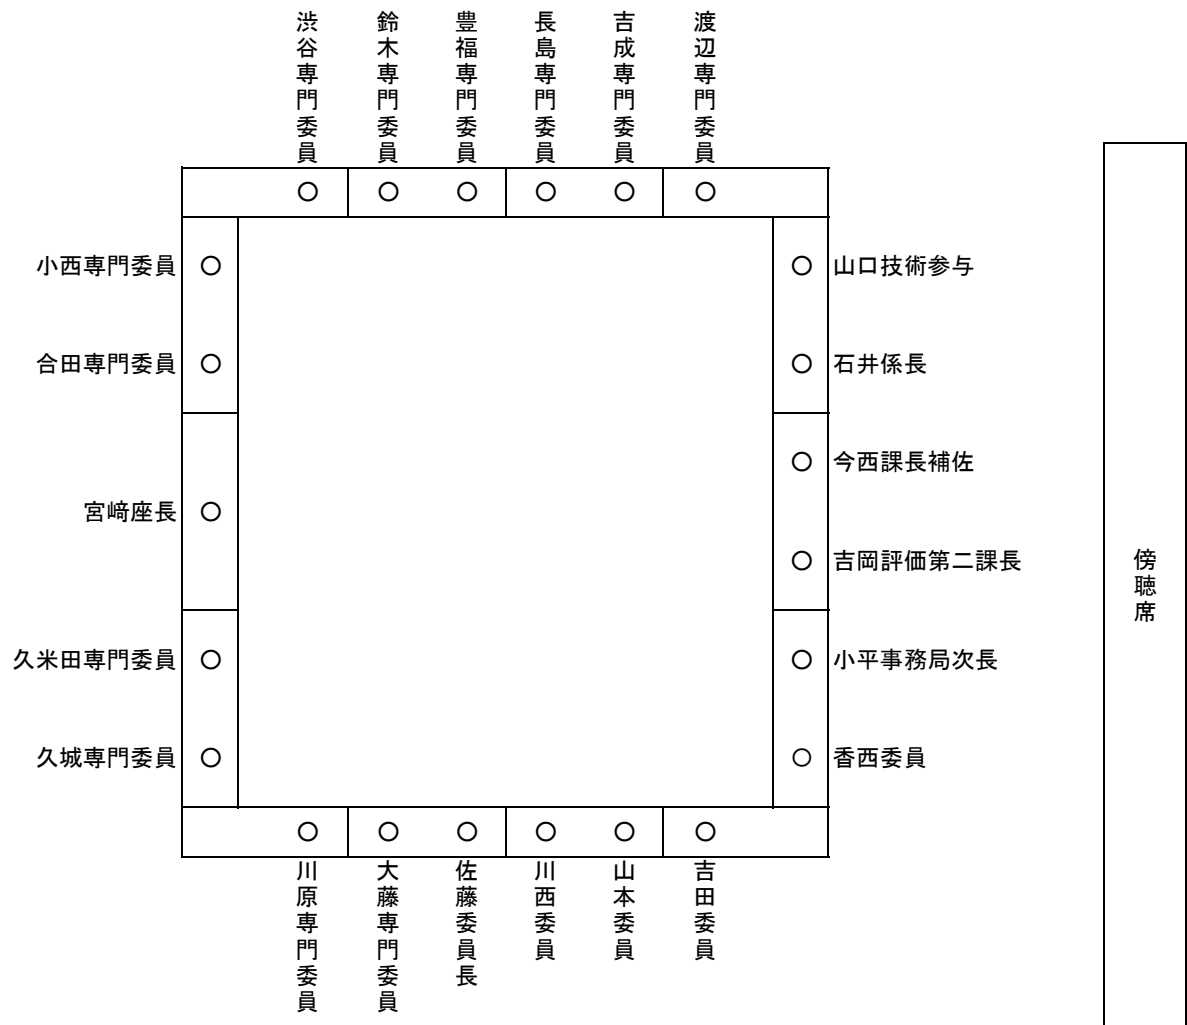 渋谷専門委員
鈴木専門委員
豊福専門委員
長島専門委員
吉成専門委員
渡辺専門委員
小西専門委員
合田専門委員
宮﨑座長
久米田専門委員
久城専門委員
山口技術参与
石井係長
今西課長補佐
吉岡評価第二課長
小平事務局次長
香西委員
川原専門委員
大藤専門委員
佐藤委員長
川西委員
山本委員
吉田委員
傍聴席